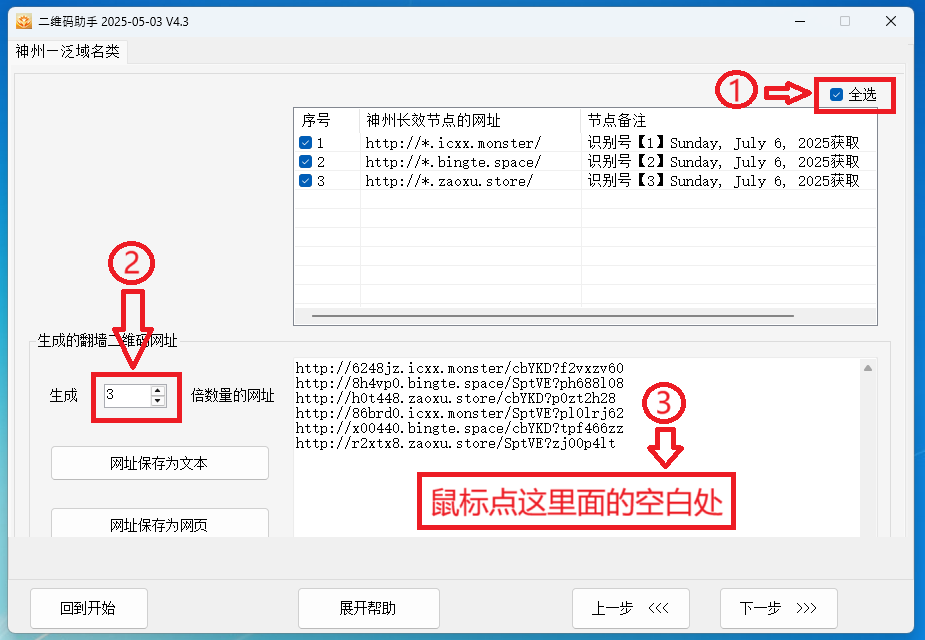 二维码助手 2025-05-03 V4.3
神州一泛域名类
① 全选
序号 神州长效节点的网址 节点备注
1 http://*.icxx.monster/ 识别号【1】Sunday, July 6, 2025获取
2 http://*.bingte.space/ 识别号【2】Sunday, July 6, 2025获取
3 http://*.zaoxu.store/ 识别号【3】Sunday, July 6, 2025获取
②
生成的翻墙二维码网址
生成 3 倍数量的网址
http://6248jz.icxx.monster/cbYKD?f2vxzv60
http://8h4vp0.bingte.space/SptVE?ph688l08
http://h0t448.zaoxu.store/cbYKD?p0zt2h28
http://86brd0.icxx.monster/SptVE?pl0lrj62
http://x00440.bingte.space/cbYKD?tpf466zz
http://r2xtx8.zaoxu.store/SptVE?zj00p4lt
③
鼠标点这里面的空白处
网址保存为文本
网址保存为网页
回到开始 展开帮助 上一步 <<< 下一步 >>>